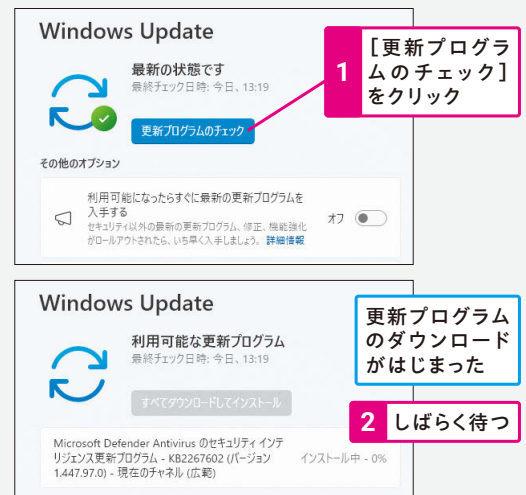 Windows Update
最新の状態です
最終チェック日時: 今日、13:19
更新プログラムのチェック
1
[更新プログラ
ムのチェック]
をクリック
その他のオプション
利用可能になったらすぐに最新の更新プログラムを
入手する
セキュリティ以外の最新の更新プログラム、修正、機能強化
がロールアウトされたら、いち早く入手しましょう。 詳細情報
オフ
Windows Update
利用可能な更新プログラム
最終チェック日時: 今日、13:19
すべてダウンロードしてインストール
更新プログラム
のダウンロード
がはじまった
2 しばらく待つ
Microsoft Defender Antivirus のセキュリティ インテ
リジェンス更新プログラム - KB2267602 (バージョン
1.447.97.0) - 現在のチャネル (広範)
インストール中 - 0%